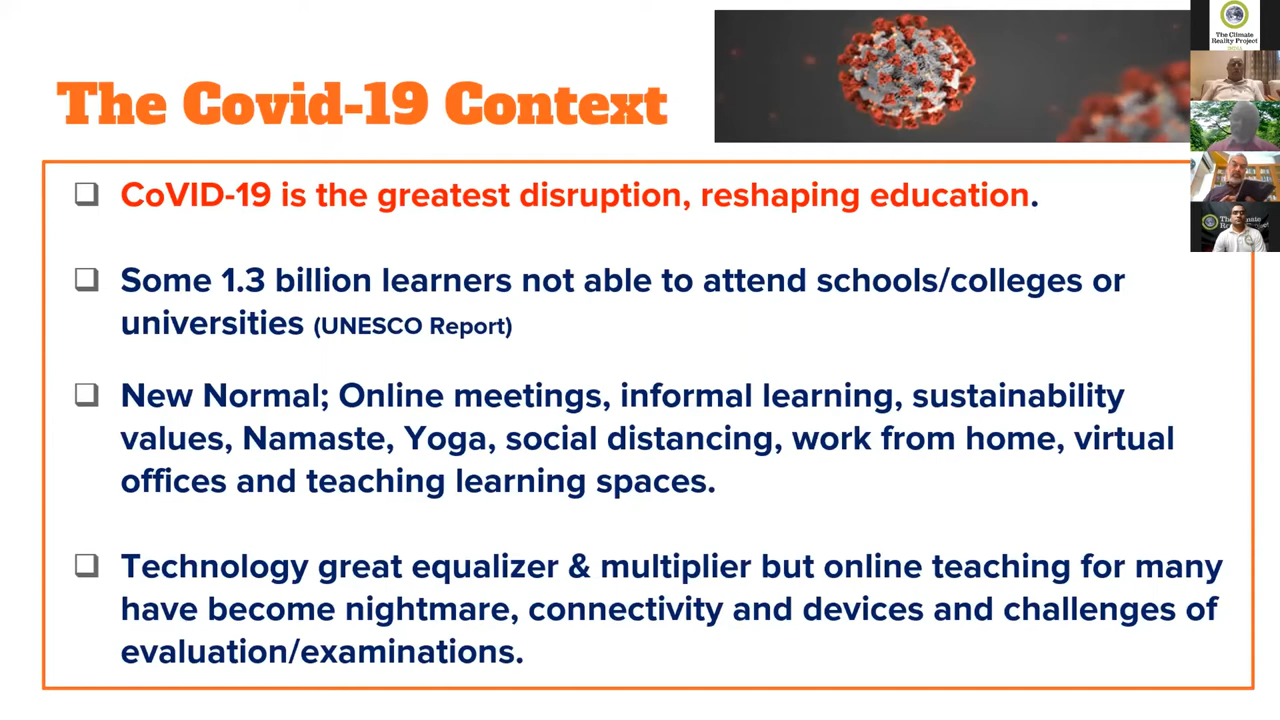 The Climate
Reality Project
INDIA
The Covid-19 Context
CoVID-19 is the greatest disruption, reshaping education.
Some 1.3 billion learners not able to attend schools/colleges or
universities (UNESCO Report)
New Normal; Online meetings, informal learning, sustainability
values, Namaste, Yoga, social distancing, work from home, virtual
offices and teaching learning spaces.
Technology great equalizer & multiplier but online teaching for many
have become nightmare, connectivity and devices and challenges of
evaluation/examinations.